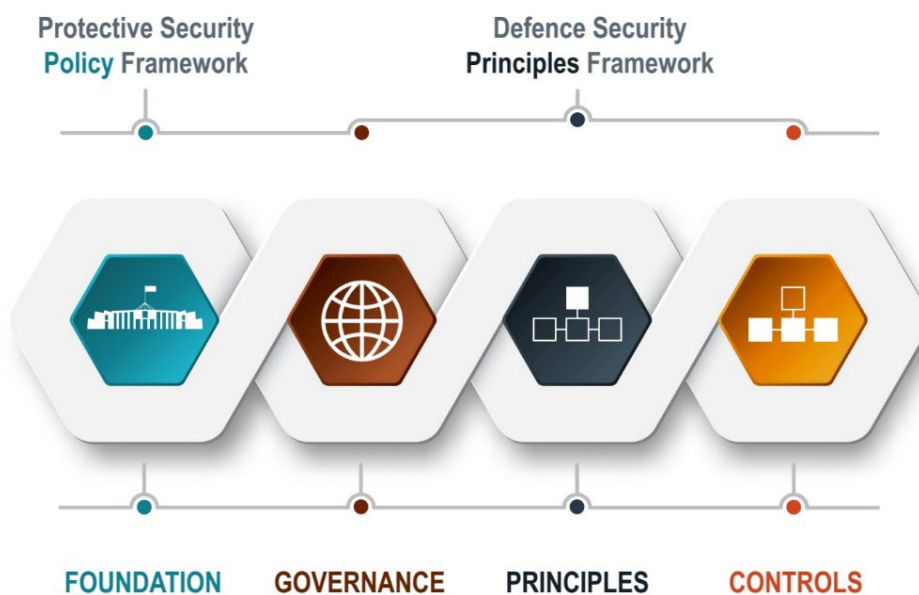 Protective Security
Policy Framework
Defence Security
Principles Framework
FOUNDATION
GOVERNANCE
PRINCIPLES
CONTROLS